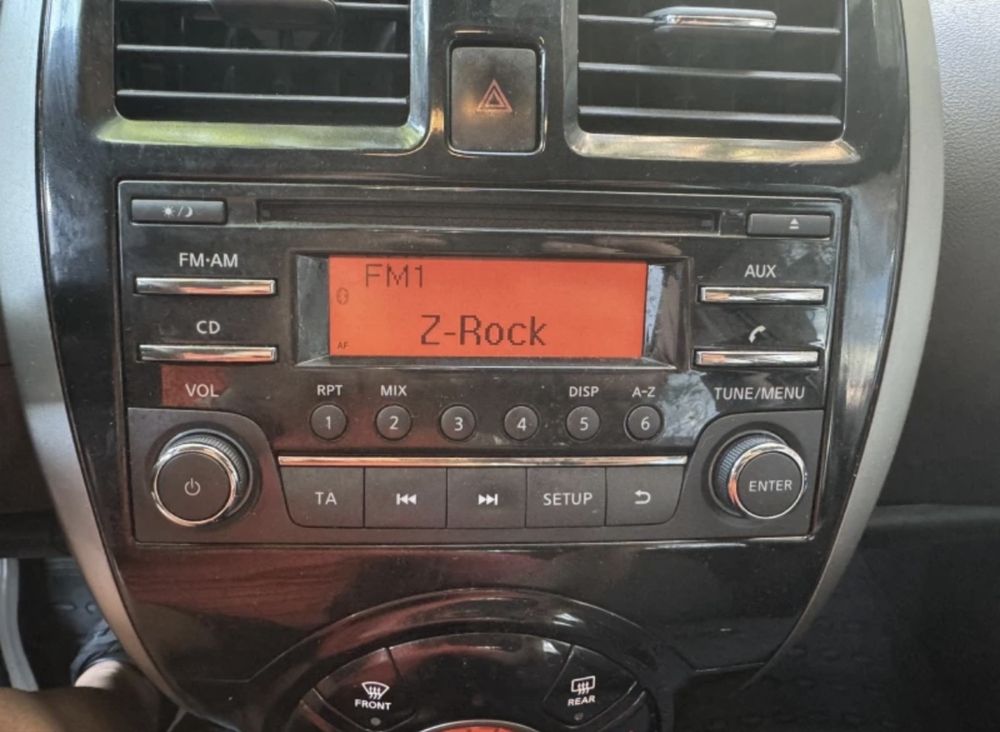 FM·AM
CD
VOL
FM1
AF
Z-Rock
AUX
RPT MIX DISP A-Z TUNE/MENU
1 2 3 4 5 6
TA SETUP
ENTER
FRONT REAR